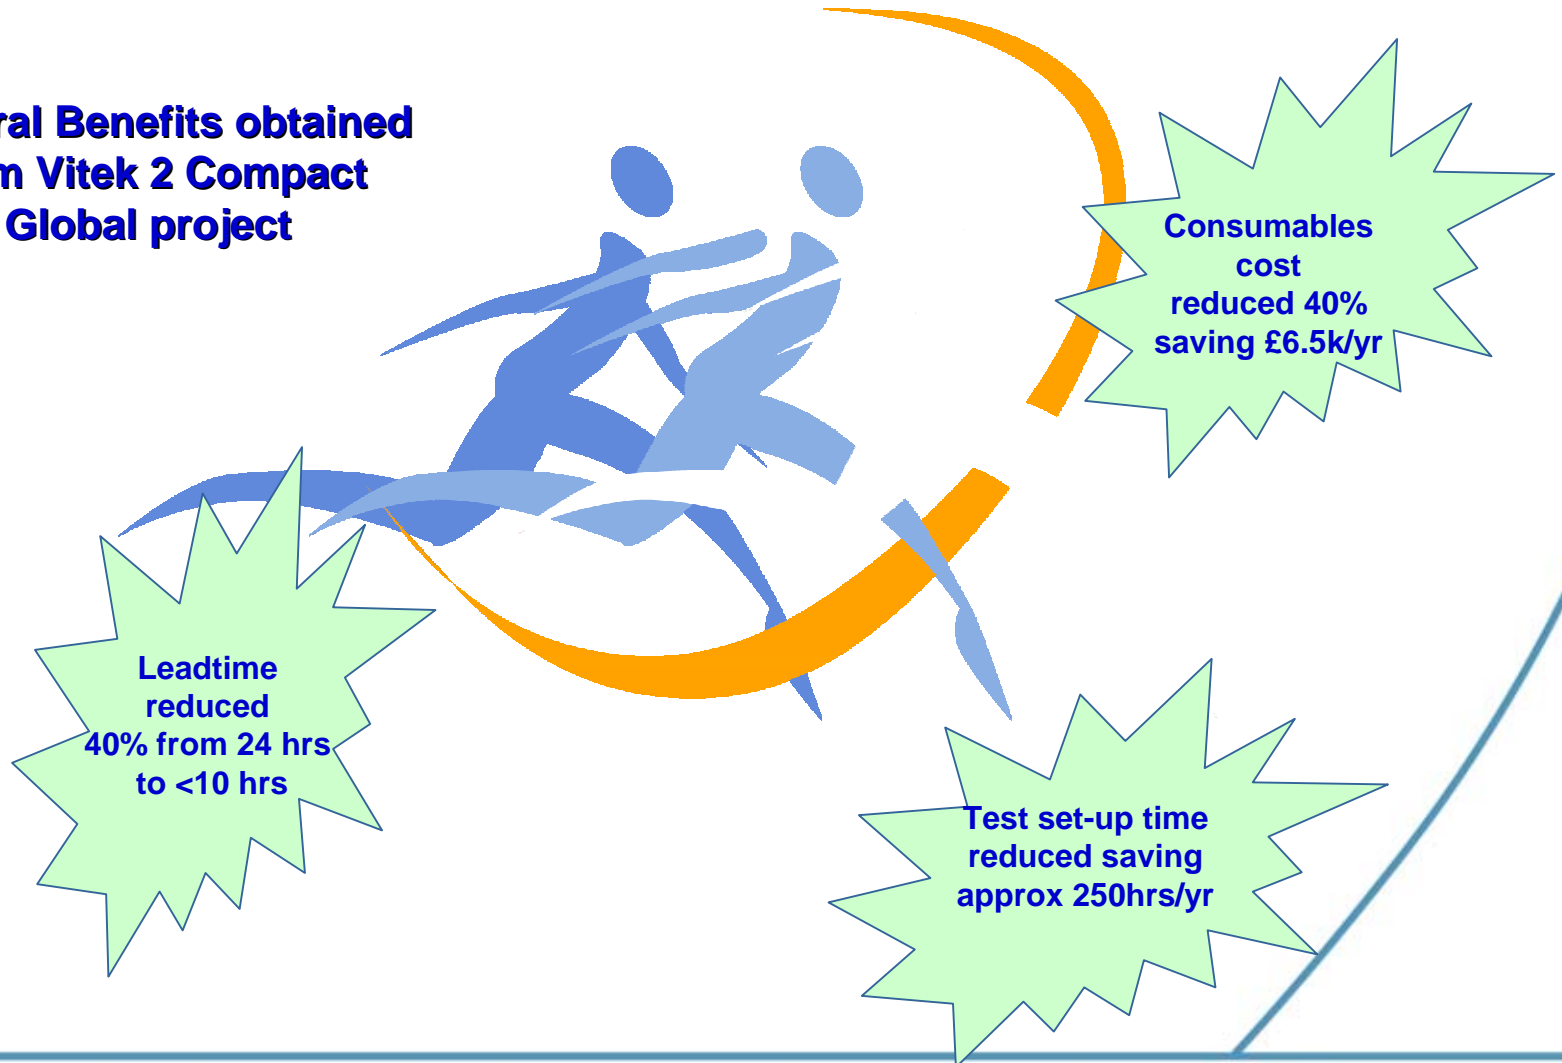 ral Benefits obtained
m Vitek 2 Compact
Global project
Consumables
cost
reduced 40%
saving £6.5k/yr
Leadtime
reduced
40% from 24 hrs
to <10 hrs
Test set-up time
reduced saving
approx 250hrs/yr